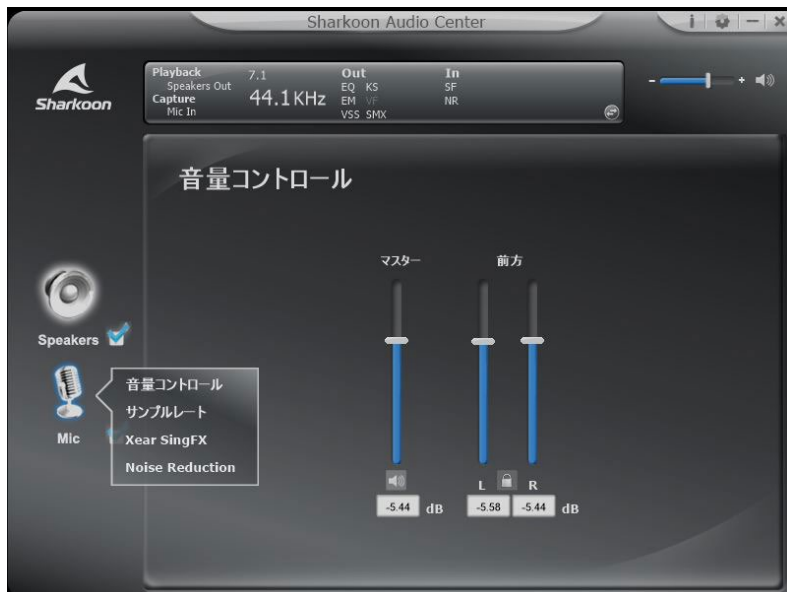 Sharkoon Audio Center
Sharkoon
Playback 7.1
Speakers Out
Capture 44.1KHz
Mic In
Out In
EQ KS SF
EM VF NR
VSS SMX
音量コントロール
マスター 前方
Speakers
Mic
音量コントロール
サンプルレート
Xear SingFX
Noise Reduction
L R
-5.44 dB -5.58 -5.44 dB